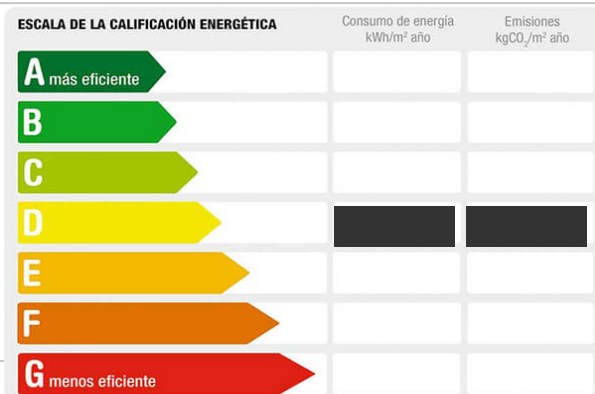 ESCALA DE LA CALIFICACIÓN ENERGÉTICA
Consumo de energía
kWh/m² año
Emisiones
kgCO₂/m² año
A más eficiente
B
C
D
E
F
G menos eficiente